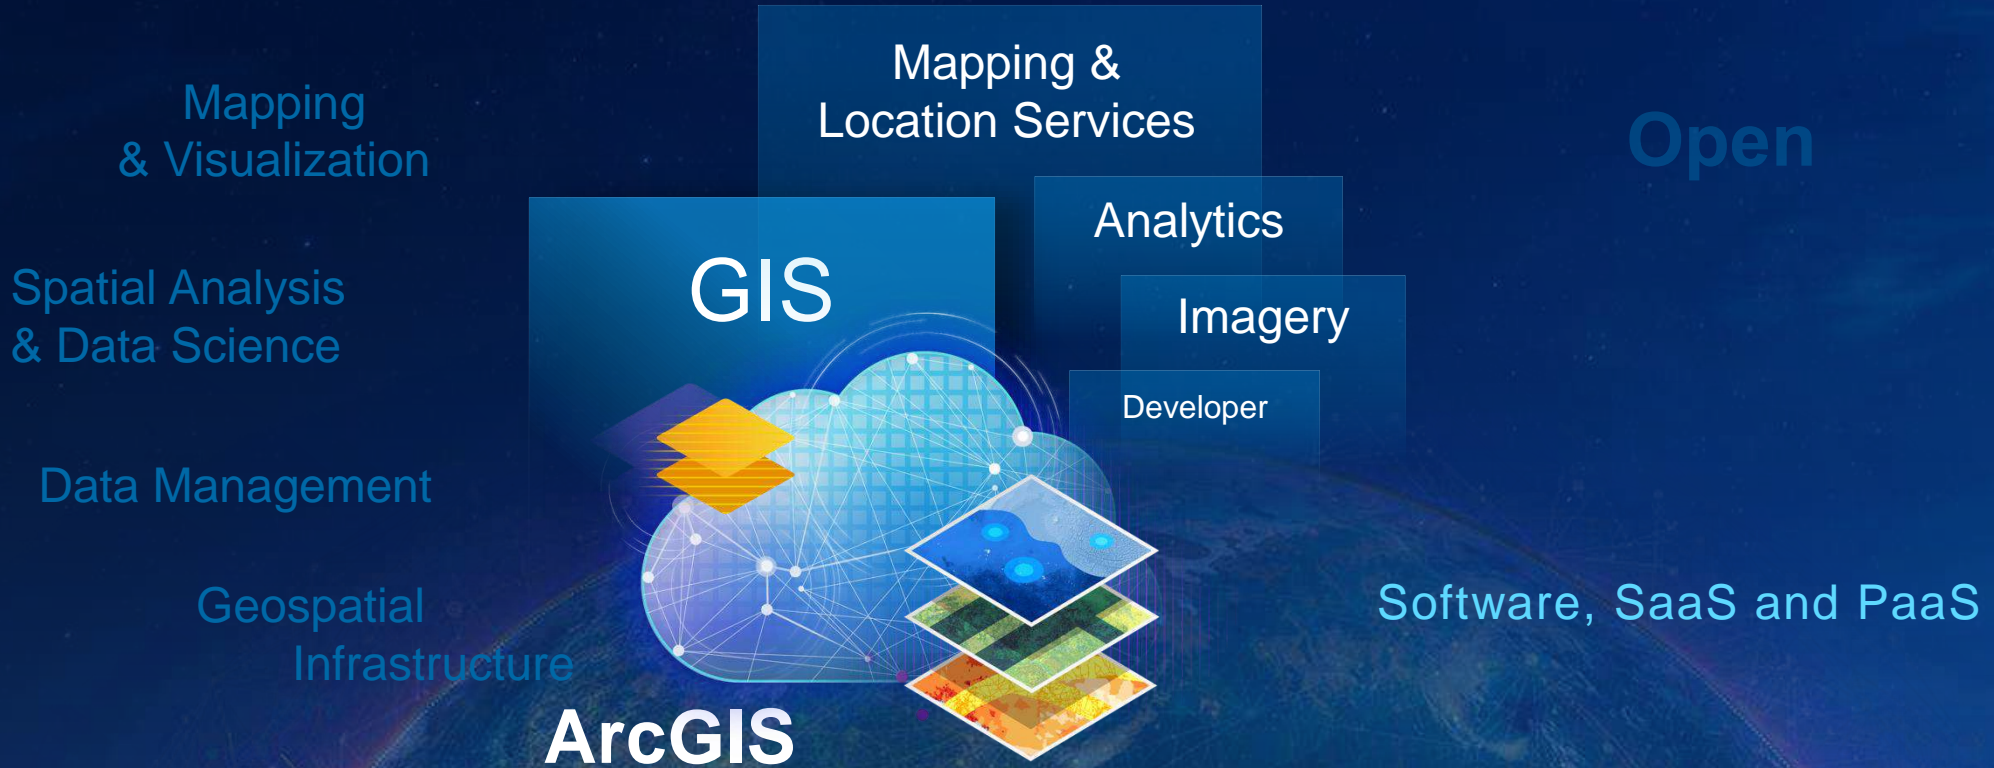 Mapping
& Visualization
Spatial Analysis
& Data Science
Data Management
Geospatial
Infrastructure
Mapping &
Location Services
GIS
Analytics
Imagery
Developer
ArcGIS
Open
Software, SaaS and PaaS